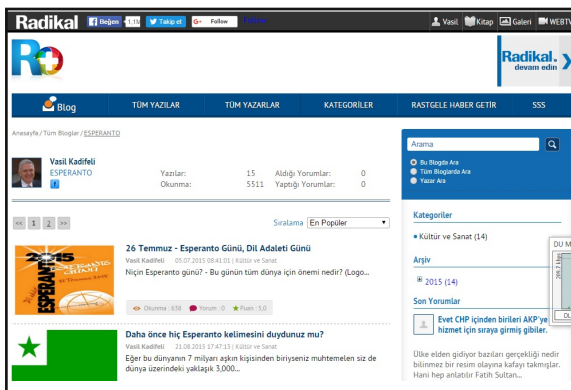 Radikal
Beğen
Takip et
G+ Follow
Vasil
Kitap
Galeri
WEBTV
R+
Radikal.
devam edin
Blog
TÜM YAZILAR
TÜM YAZARLAR
KATEGORİLER
RASTGELE HABER GETİR
SSS
Anasayfa / Tüm Bloglar / ESPERANTO
Vasil Kadifeli
ESPERANTO
Yazılar: 15 Aldığı Yorumlar: 0
Okunma: 5511 Yaptığı Yorumlar: 0
<< 1 2 >>
Sıralama En Popüler
2015
ESPERANTO
26 Temmuz - Esperanto Günü, Dil Adaleti Günü
Vasil Kadifeli 05.07.2013 08:41:01 | Kültür ve Sanat
Niçin Esperanto günü? - Bu günün tüm dünya için önemi nedir? (Logo...
Okunma : 638 Yorum : 0 Puan : 5,0
Daha önce hiç Esperanto kelimesini duydunuz mu?
Vasil Kadifeli 21.08.2015 17:47:13 | Kültür ve Sanat
Eğer bu dünyanın 7 milyarı aşkın kişisinden biriyseniz muhtemelen siz de
dünya üzerindeki yaklaşık 3,000...
Arama
Bu Blogda Ara
Tüm Bloglarda Ara
Yazar Ara
Kategoriler
Kültür ve Sanat (14)
Arşiv
2015 (14)
Son Yorumlar
Evet CHP içinden birileri AKP'ye
hizmet için sıraya girmiş gibiler.
Ülke elden gidiyor bazıları gerçekliği nedir
bilinmez bir resim olayına kafayı takmışlar.
Hani hep anlatılır Fatih Sultan...
DU M